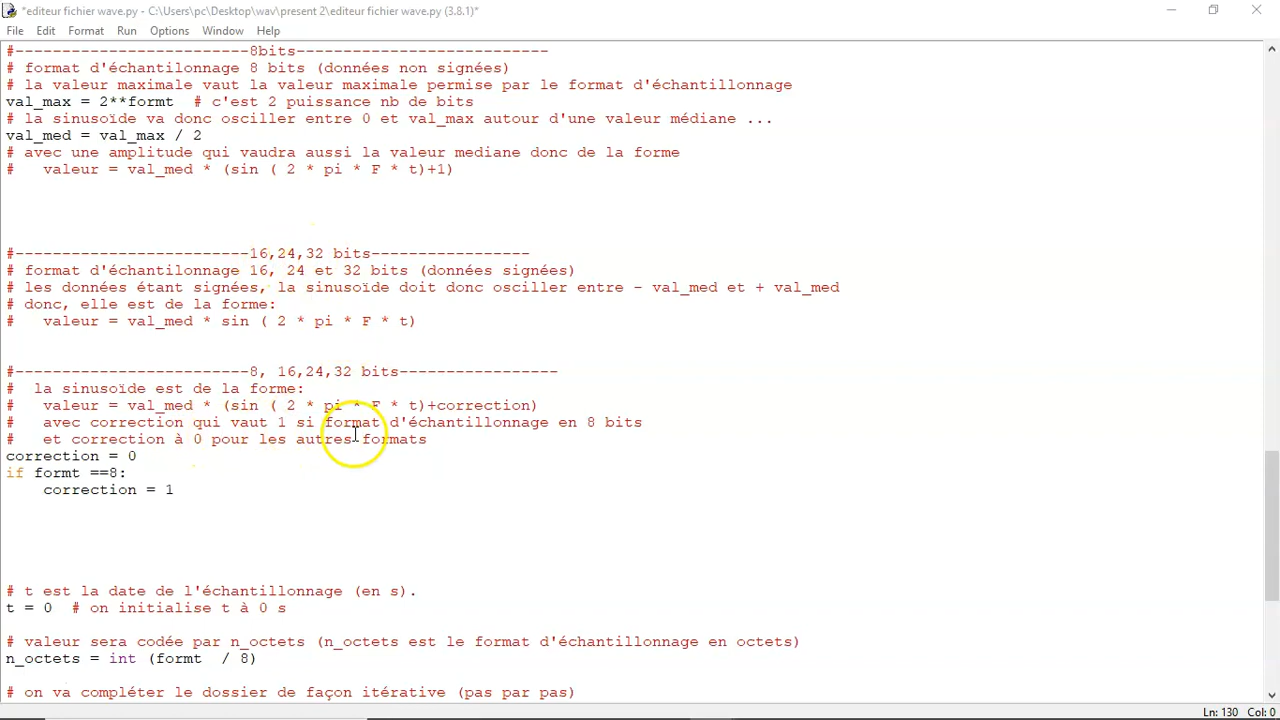 *editeur fichier wave.py - C:\Users\pc\Desktop\wav\present 2\editeur fichier wave.py (3.8.1)*
File Edit Format Run Options Window Help
#-------------------------8bits---------------------------
# format d'échantilonnage 8 bits (données non signées)
# la valeur maximale vaut la valeur maximale permise par le format d'échantillonnage
val_max = 2**formt  # c'est 2 puissance nb de bits
# la sinusoïde va donc osciller entre 0 et val_max autour d'une valeur médiane ...
val_med = val_max / 2
# avec une amplitude qui vaudra aussi la valeur mediane donc de la forme
#   valeur = val_med * (sin ( 2 * pi * F * t)+1)
#-------------------------16,24,32 bits-----------------
# format d'échantilonnage 16, 24 et 32 bits (données signées)
# les données étant signées, la sinusoïde doit donc osciller entre - val_med et + val_med
# donc, elle est de la forme:
#   valeur = val_med * sin ( 2 * pi * F * t)
#-------------------------8, 16,24,32 bits-----------------
#  la sinusoïde est de la forme:
#   valeur = val_med * (sin ( 2 * pi * F * t)+correction)
#   avec correction qui vaut 1 si format d'échantillonnage en 8 bits
#   et correction à 0 pour les autres formats
correction = 0
if formt ==8:
    correction = 1
# t est la date de l'échantillonnage (en s).
t = 0  # on initialise t à 0 s
# valeur sera codée par n_octets (n_octets est le format d'échantillonnage en octets)
n_octets = int (formt  / 8)
# on va compléter le dossier de façon itérative (pas par pas)
Ln: 130 Col: 0